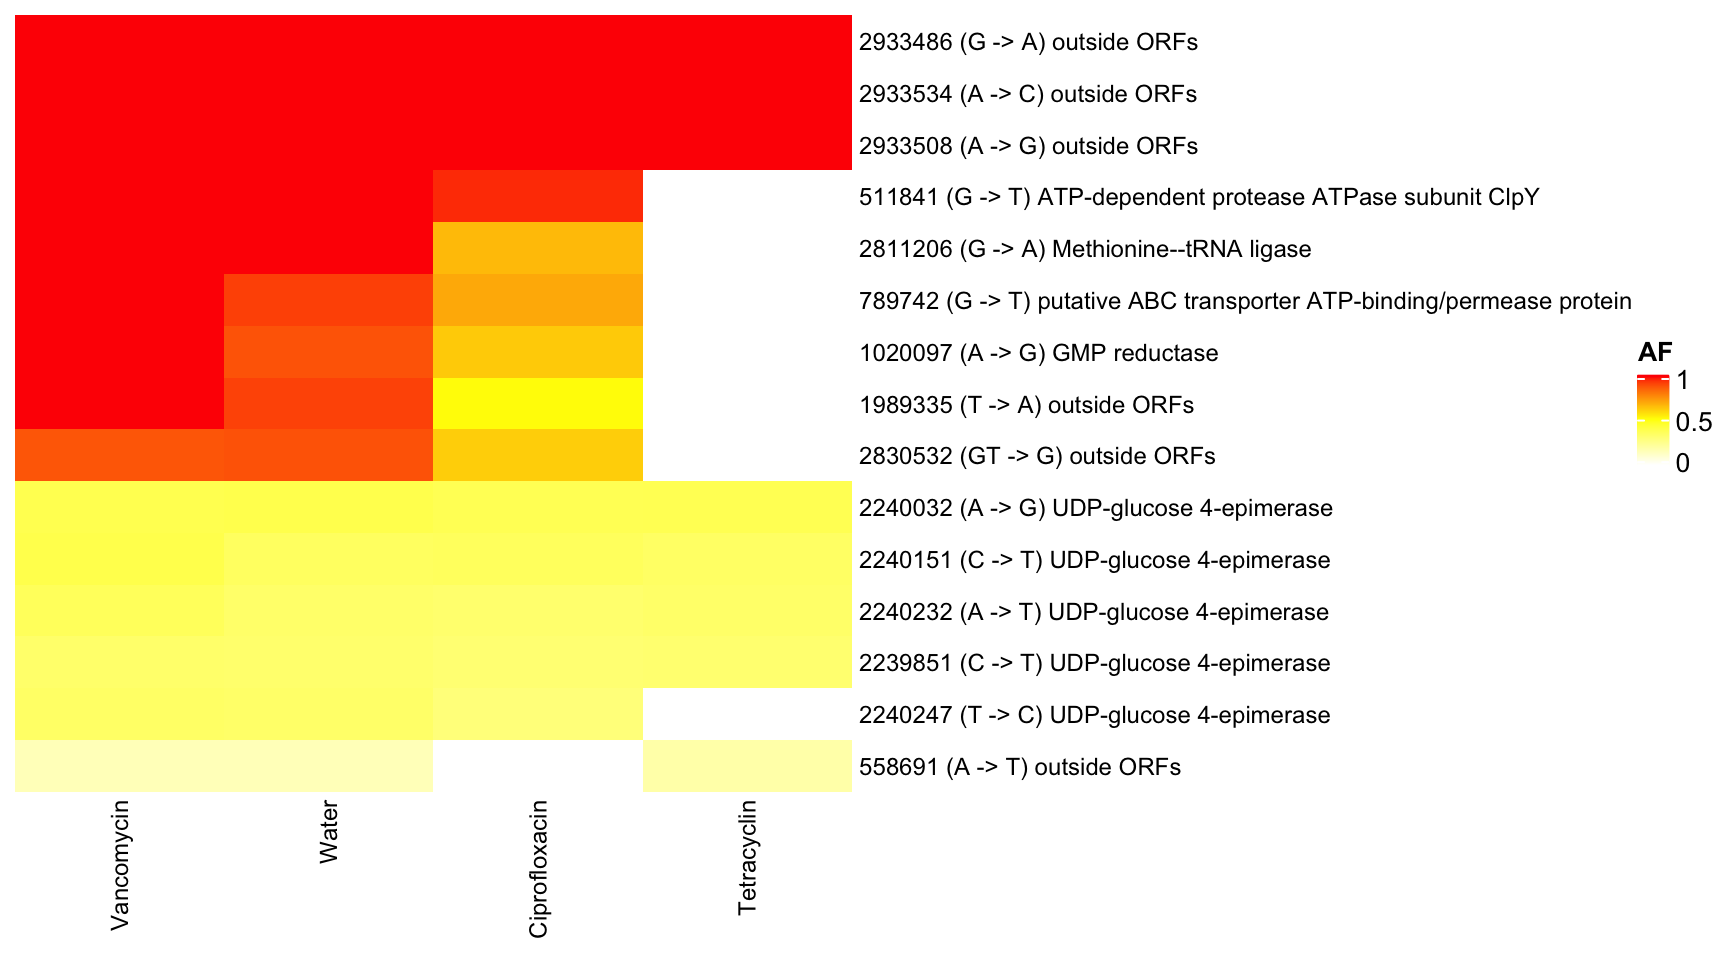 2933486 (G -> A) outside ORFs
2933534 (A -> C) outside ORFs
2933508 (A -> G) outside ORFs
511841 (G -> T) ATP-dependent protease ATPase subunit ClpY
2811206 (G -> A) Methionine--tRNA ligase
789742 (G -> T) putative ABC transporter ATP-binding/permease protein
1020097 (A -> G) GMP reductase
1989335 (T -> A) outside ORFs
2830532 (GT -> G) outside ORFs
2240032 (A -> G) UDP-glucose 4-epimerase
2240151 (C -> T) UDP-glucose 4-epimerase
2240232 (A -> T) UDP-glucose 4-epimerase
2239851 (C -> T) UDP-glucose 4-epimerase
2240247 (T -> C) UDP-glucose 4-epimerase
558691 (A -> T) outside ORFs
AF
1
0.5
0
Vancomycin
Water
Ciprofloxacin
Tetracyclin